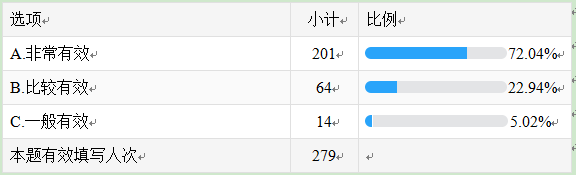 选项 小计 比例
A.非常有效 201 72.04%
B.比较有效 64 22.94%
C.一般有效 14 5.02%
本题有效填写人次 279